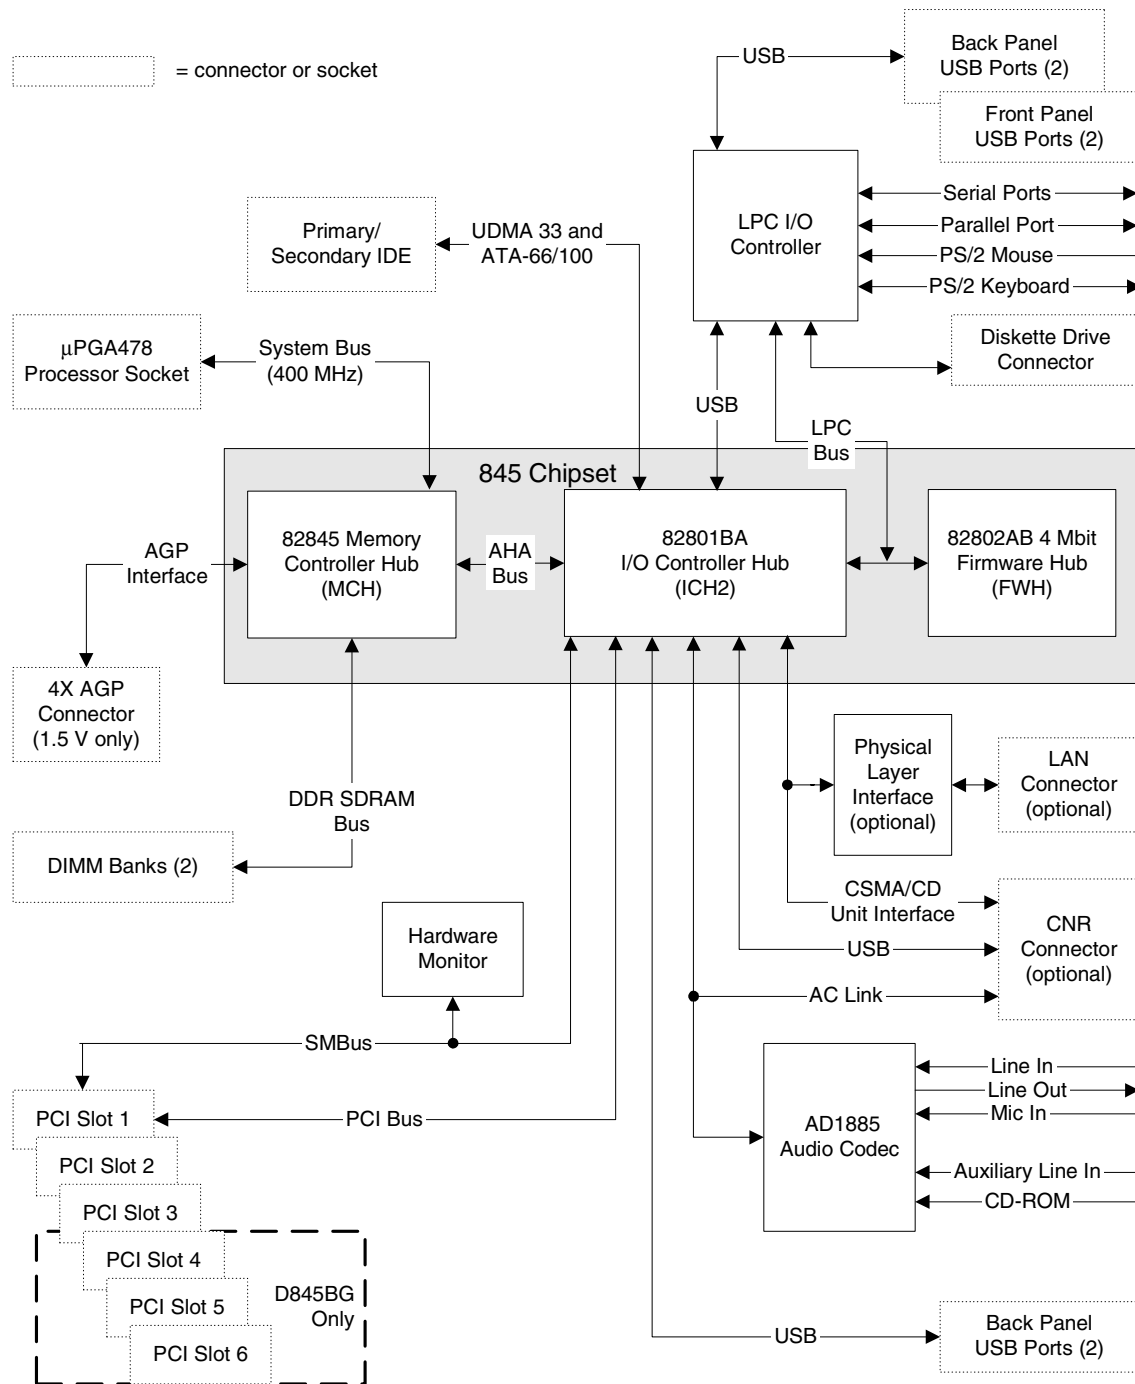 = connector or socket
USB
Back Panel
USB Ports (2)
Front Panel
USB Ports (2)
LPC I/O
Controller
Serial Ports
Parallel Port
PS/2 Mouse
PS/2 Keyboard
Primary/
Secondary IDE
UDMA 33 and
ATA-66/100
µPGA478
Processor Socket
System Bus
(400 MHz)
Diskette Drive
Connector
USB
LPC
Bus
845 Chipset
82845 Memory
Controller Hub
(MCH)
AHA
Bus
82801BA
I/O Controller Hub
(ICH2)
82802AB 4 Mbit
Firmware Hub
(FWH)
AGP
Interface
4X AGP
Connector
(1.5 V only)
DDR SDRAM
Bus
DIMM Banks (2)
Physical
Layer
Interface
(optional)
LAN
Connector
(optional)
CSMA/CD
Unit Interface
USB
AC Link
CNR
Connector
(optional)
Hardware
Monitor
SMBus
PCI Bus
PCI Slot 1
PCI Slot 2
PCI Slot 3
PCI Slot 4
PCI Slot 5
PCI Slot 6
D845BG
Only
AD1885
Audio Codec
Line In
Line Out
Mic In
Auxiliary Line In
CD-ROM
USB
Back Panel
USB Ports (2)